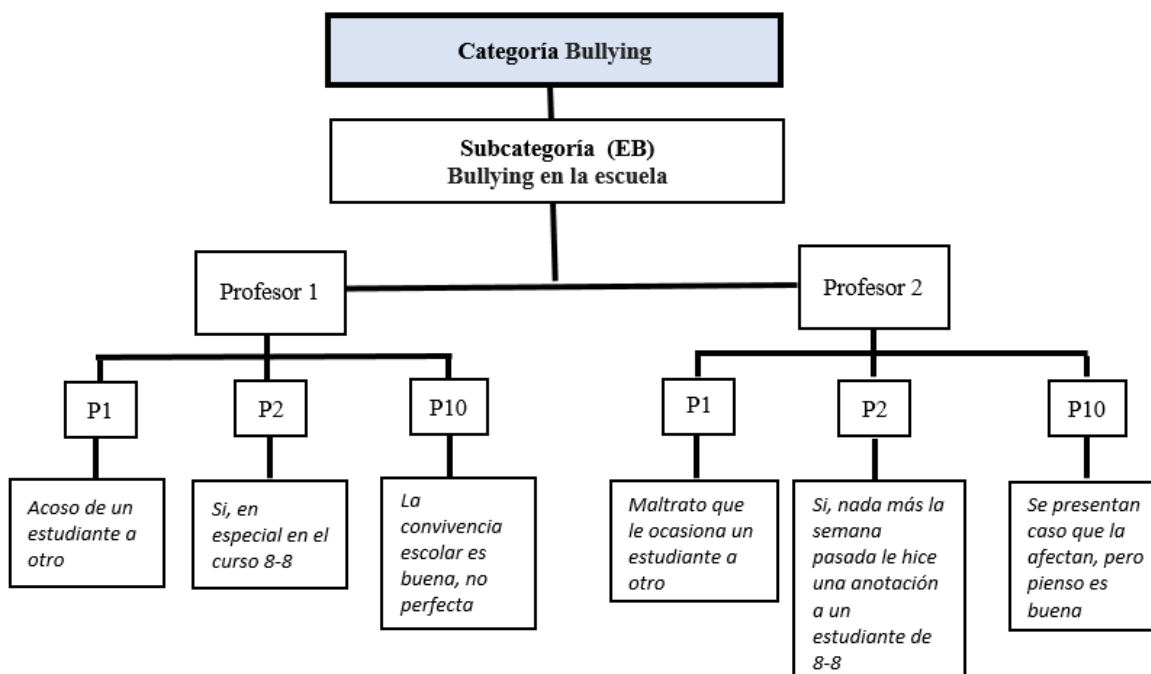 Categoría Bullying
Subcategoría (EB)
Bullying en la escuela
Profesor 1
Profesor 2
P1
P2
P10
P1
P2
P10
Acoso de un
estudiante a
otro
Si, en
especial en el
curso 8-8
La
convivencia
escolar es
buena, no
perfecta
Maltrato que
le ocasiona un
estudiante a
otro
Si, nada más la
semana
pasada le hice
una anotación
a un
estudiante de
8-8
Se presentan
caso que la
afectan, pero
pienso es
buena